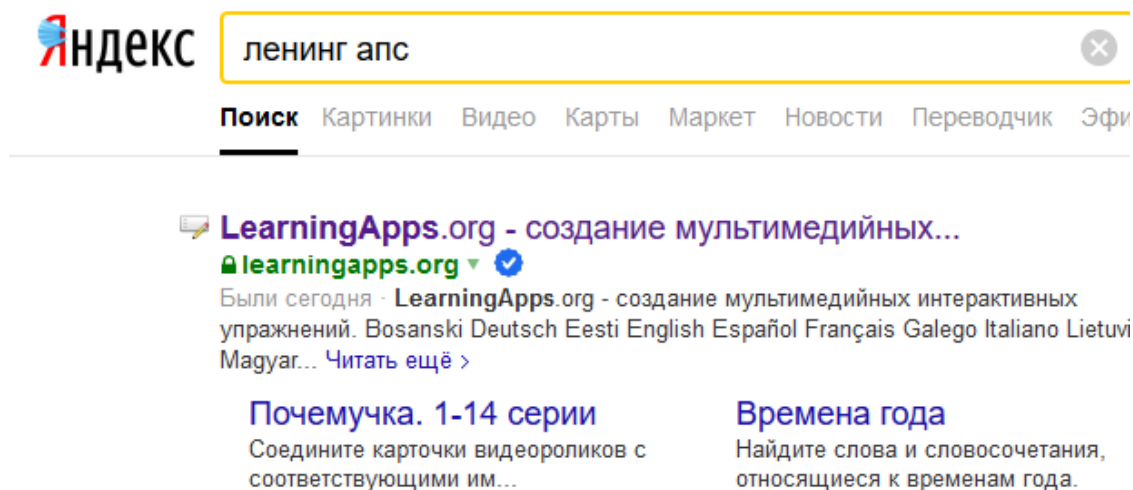 Яндекс
ленинг апс
Поиск Картинки Видео Карты Маркет Новости Переводчик Эфи
LearningApps.org - создание мультимедийных...
learningapps.org
Были сегодня · LearningApps.org - создание мультимедийных интерактивных
упражнений. Bosanski Deutsch Eesti English Español Français Galego Italiano Lietuvi
Magyar... Читать ещё >
Почемучка. 1-14 серии
Соедините карточки видеороликов с
соответствующими им...
Времена года
Найдите слова и словосочетания,
относящиеся к временам года.